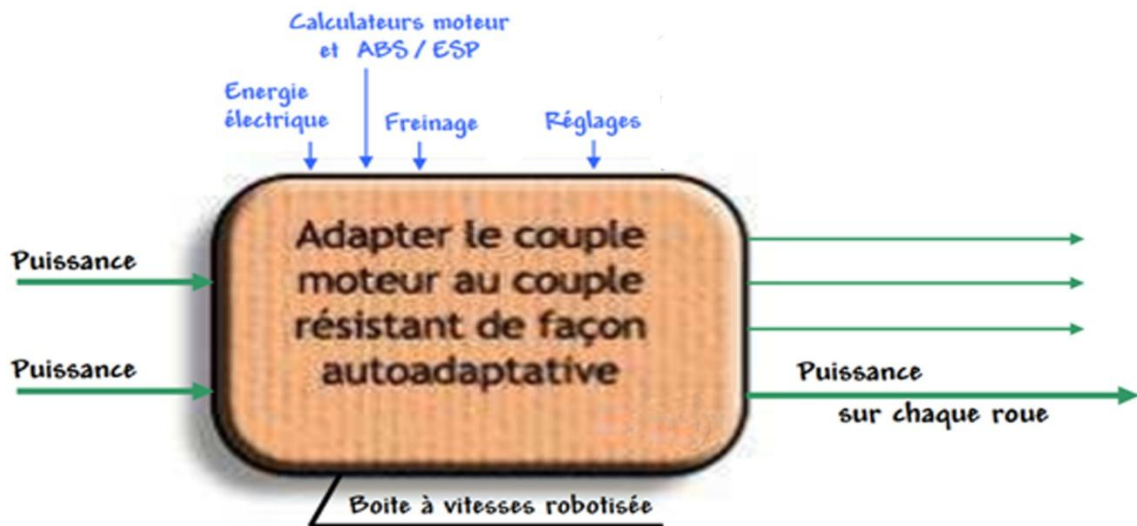 Calculateurs moteur
et ABS / ESP
Energie
électrique
Freinage
Réglages
Adapter le couple
moteur au couple
résistant de façon
autoadaptative
Puissance
Puissance
Puissance
sur chaque roue
Boite à vitesses robotisée